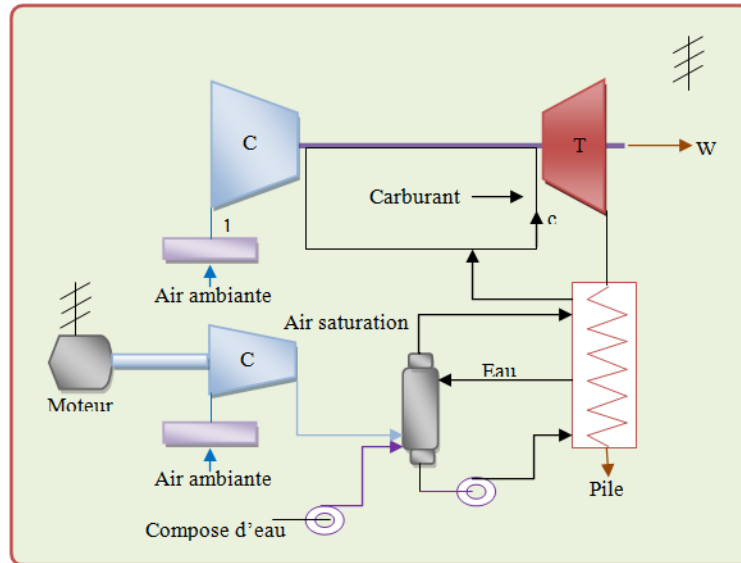 C
T
W
Carburant
c
1
Air ambiante
Air saturation
C
Eau
Moteur
Air ambiante
Pile
Compose d'eau